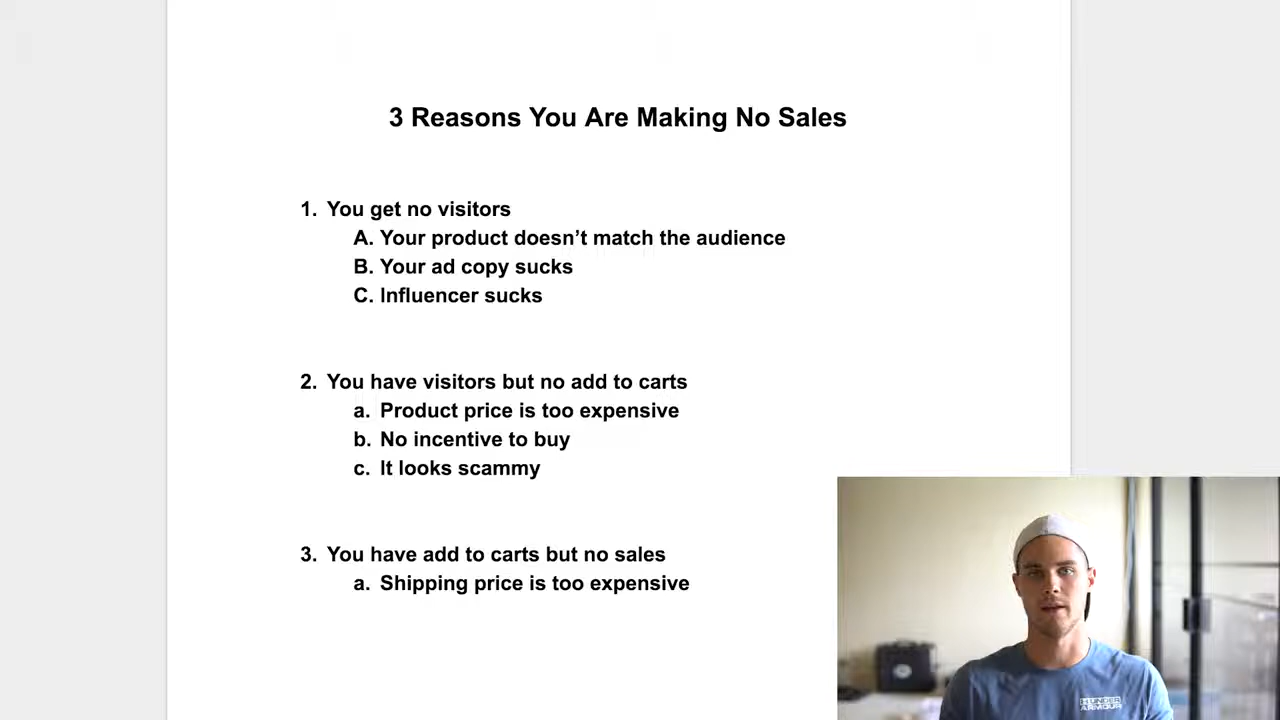 3 Reasons You Are Making No Sales
1. You get no visitors
A. Your product doesn’t match the audience
B. Your ad copy sucks
C. Influencer sucks
2. You have visitors but no add to carts
a. Product price is too expensive
b. No incentive to buy
c. It looks scammy
3. You have add to carts but no sales
a. Shipping price is too expensive
UNDER
ARMOUR